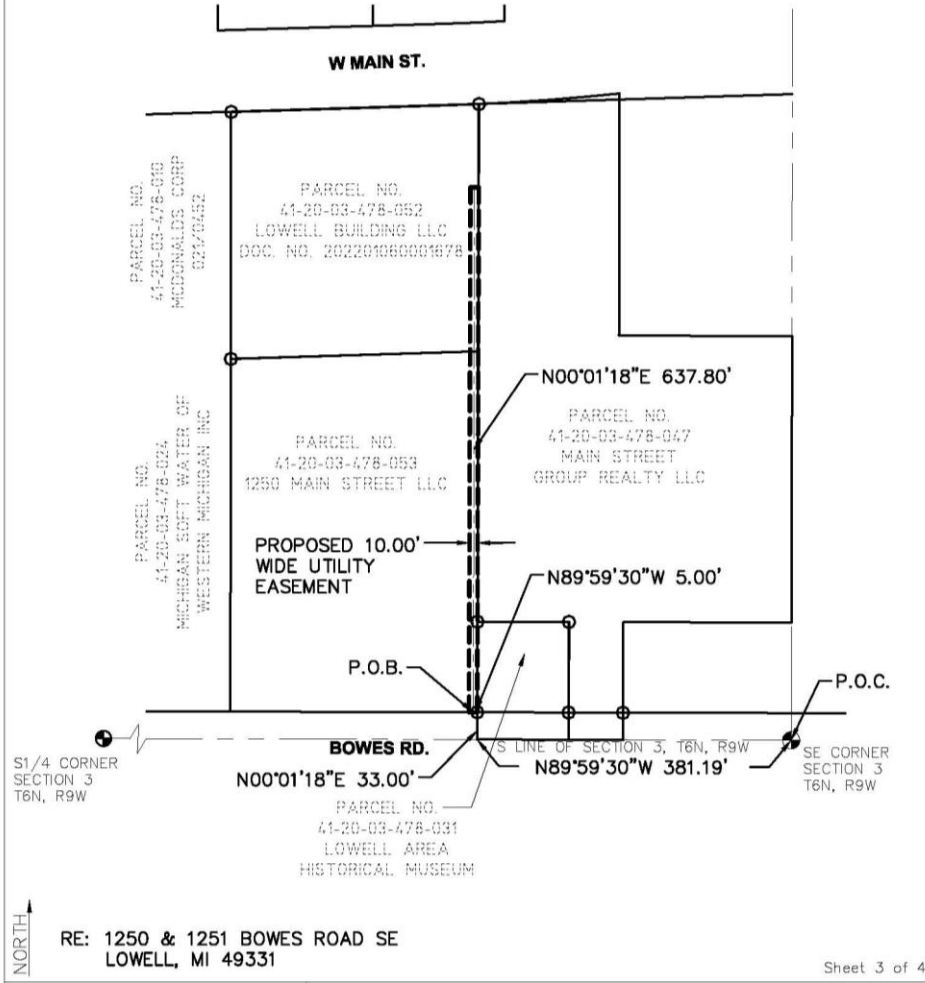 W MAIN ST.
PARCEL NO.
41-20-03-478-010
MCDONALDS CORP
021/0452
PARCEL NO.
41-20-03-478-052
LOWELL BUILDING LLC
DOC. NO. 202201060001678
N00°01'18"E 637.80'
PARCEL NO.
41-20-03-478-024
MICHIGAN SOFT WATER OF
WESTERN MICHIGAN INC
PARCEL NO.
41-20-03-478-053
1250 MAIN STREET LLC
PARCEL NO.
41-20-03-478-047
MAIN STREET
GROUP REALTY LLC
PROPOSED 10.00'
WIDE UTILITY
EASEMENT
N89°59'30"W 5.00'
P.O.B.
P.O.C.
S1/4 CORNER
SECTION 3
T6N, R9W
BOWES RD.
S LINE OF SECTION 3, T6N, R9W
N00°01'18"E 33.00'
N89°59'30"W 381.19'
SE CORNER
SECTION 3
T6N, R9W
PARCEL NO.
41-20-03-478-031
LOWELL AREA
HISTORICAL MUSEUM
NORTH
RE: 1250 & 1251 BOWES ROAD SE
LOWELL, MI 49331
Sheet 3 of 4